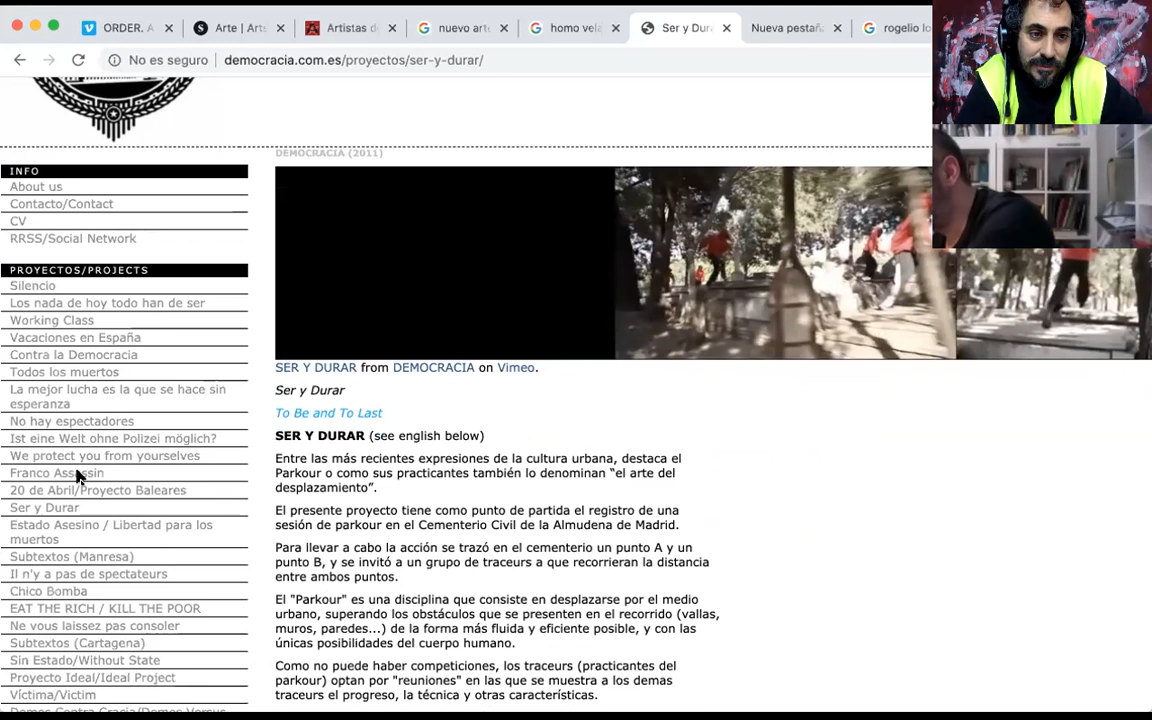 ORDER. A
Arte | Arte
Artistas d
nuevo art
homo vela
Ser y Dur
Nueva pestaña
rogelio lo
No es seguro
democracia.com.es/proyectos/ser-y-durar/
DEMOCRACIA (2011)
INFO
About us
Contacto/Contact
CV
RRSS/Social Network
PROYECTOS/PROJECTS
Silencio
Los nada de hoy todo han de ser
Working Class
Vacaciones en España
Contra la Democracia
Todos los muertos
La mejor lucha es la que se hace sin
esperanza
No hay espectadores
Ist eine Welt ohne Polizei möglich?
We protect you from yourselves
Franco Assassin
20 de Abril/Proyecto Baleares
Ser y Durar
Estado Asesino / Libertad para los
muertos
Subtextos (Manresa)
Il n'y a pas de spectateurs
Chico Bomba
EAT THE RICH / KILL THE POOR
Ne vous laissez pas consoler
Subtextos (Cartagena)
Sin Estado/Without State
Proyecto Ideal/Ideal Project
Víctima/Victim
Demos Contra Cracia/Demos Versus
SER Y DURAR from DEMOCRACIA on Vimeo.
Ser y Durar
To Be and To Last
SER Y DURAR (see english below)
Entre las más recientes expresiones de la cultura urbana, destaca el
Parkour o como sus practicantes también lo denominan "el arte del
desplazamiento".
El presente proyecto tiene como punto de partida el registro de una
sesión de parkour en el Cementerio Civil de la Almudena de Madrid.
Para llevar a cabo la acción se trazó en el cementerio un punto A y un
punto B, y se invitó a un grupo de traceurs a que recorrieran la distancia
entre ambos puntos.
El "Parkour" es una disciplina que consiste en desplazarse por el medio
urbano, superando los obstáculos que se presenten en el recorrido (vallas,
muros, paredes...) de la forma más fluida y eficiente posible, y con las
únicas posibilidades del cuerpo humano.
Como no puede haber competiciones, los traceurs (practicantes del
parkour) optan por "reuniones" en las que se muestra a los demas
traceurs el progreso, la técnica y otras características.